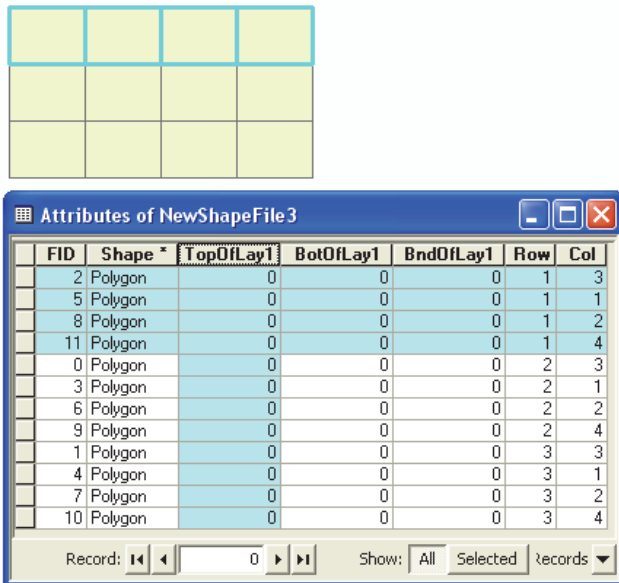 Attributes of NewShapeFile3
FID Shape * TopOfLay1 BotOfLay1 BndOfLay1 Row Col
2 Polygon 0 0 0 1 3
5 Polygon 0 0 0 1 1
8 Polygon 0 0 0 1 2
11 Polygon 0 0 0 1 4
0 Polygon 0 0 0 2 3
3 Polygon 0 0 0 2 1
6 Polygon 0 0 0 2 2
9 Polygon 0 0 0 2 4
1 Polygon 0 0 0 3 3
4 Polygon 0 0 0 3 1
7 Polygon 0 0 0 3 2
10 Polygon 0 0 0 3 4
Record: 0 Show: All Selected Records